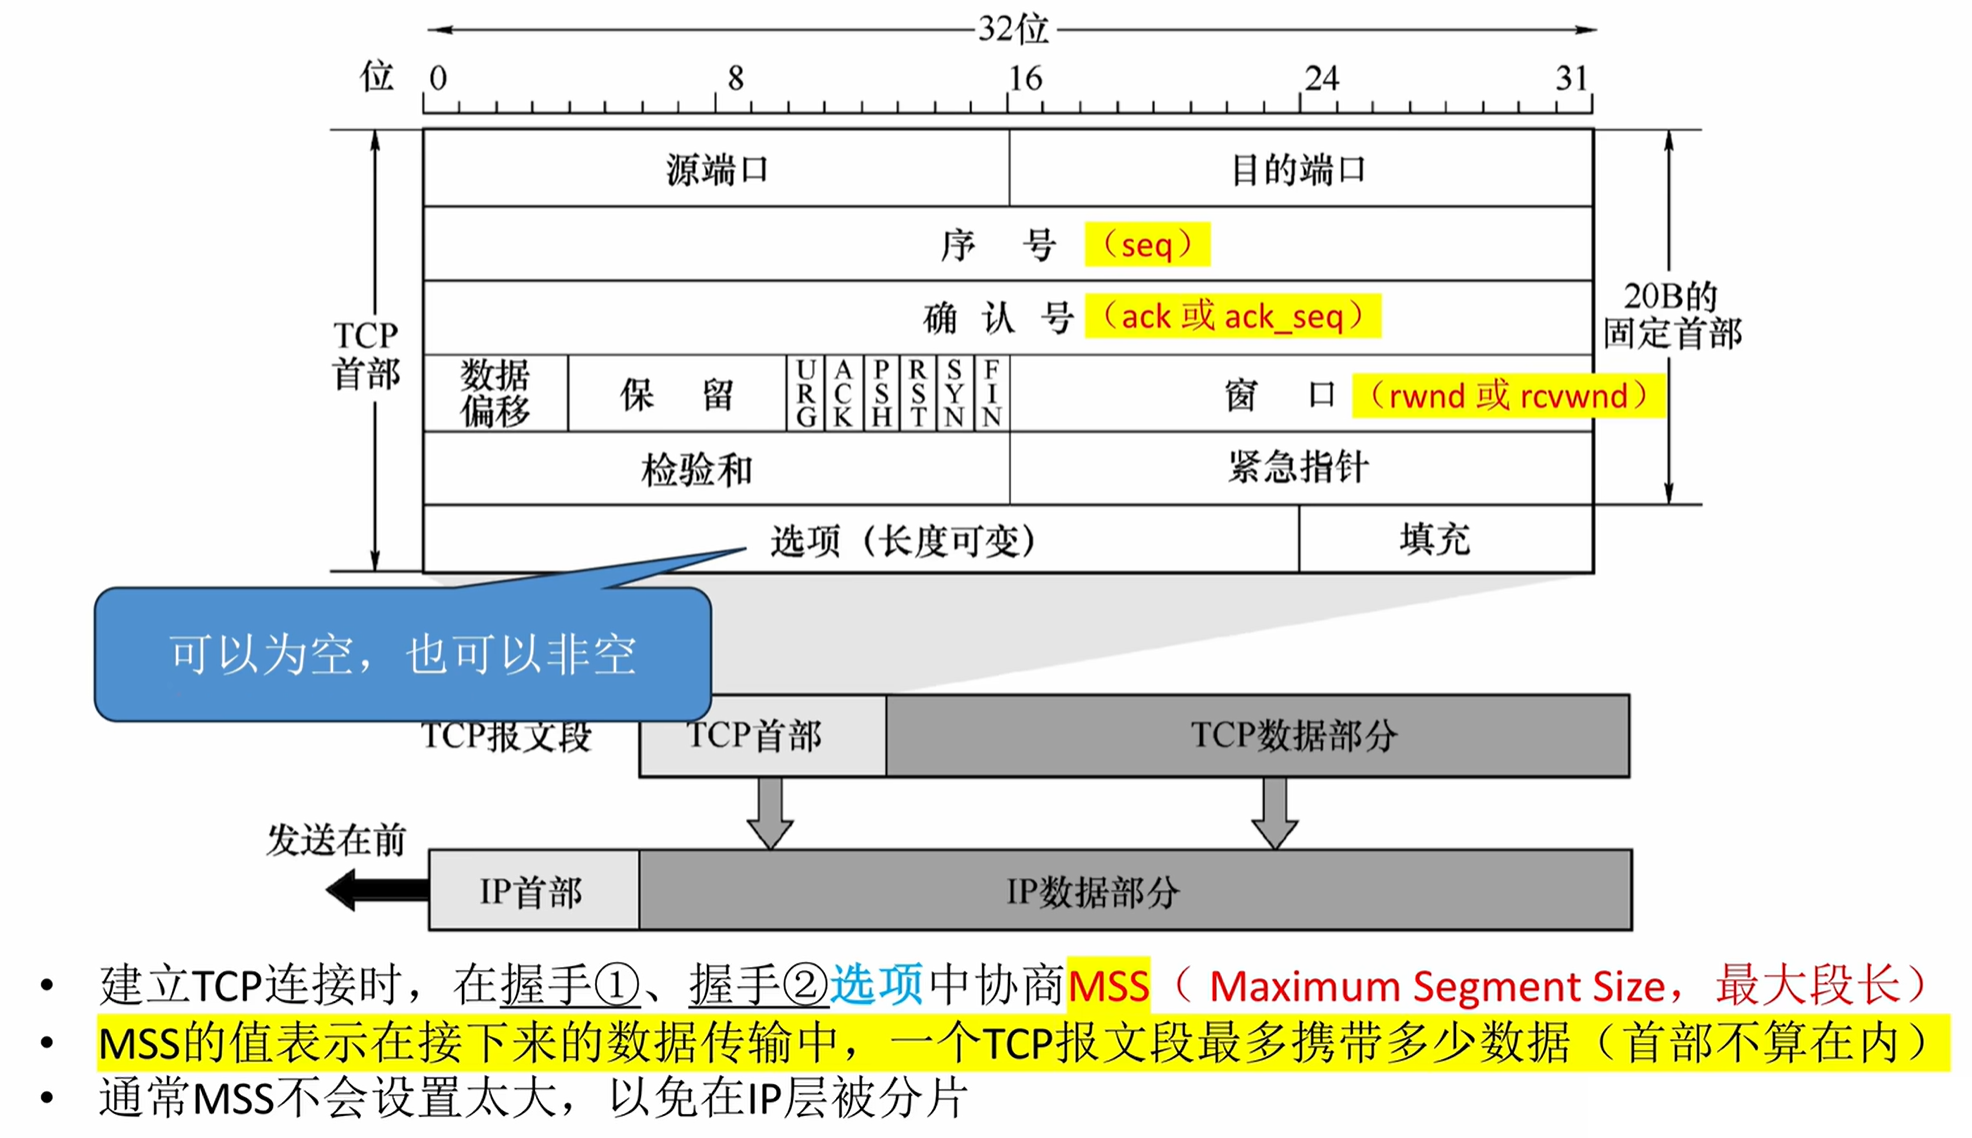 32位
位 0 8 16 24 31
源端口 目的端口
序 号 （seq）
确 认 号 （ack 或 ack_seq）
TCP
首部
20B的
固定首部
数据
偏移
保 留
URG
ACK
PSH
RST
SYN
FIN
窗 口 （rwnd 或 rcvwnd）
检验和 紧急指针
选项（长度可变） 填充
可以为空，也可以非空
TCP报文段 TCP首部 TCP数据部分
发送在前
IP首部 IP数据部分
• 建立TCP连接时，在握手①、握手②选项中协商MSS（ Maximum Segment Size，最大段长）
• MSS的值表示在接下来的数据传输中，一个TCP报文段最多携带多少数据（首部不算在内）
• 通常MSS不会设置太大，以免在IP层被分片